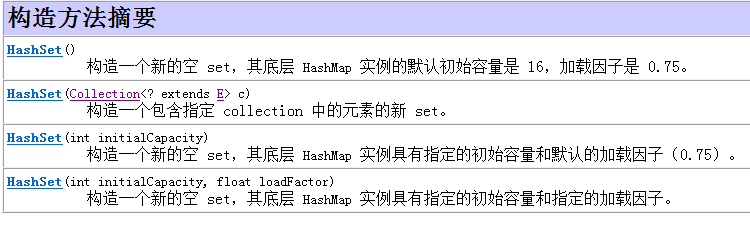 构造方法摘要
HashSet()
构造一个新的空 set，其底层 HashMap 实例的默认初始容量是 16，加载因子是 0.75。
HashSet(Collection<? extends E> c)
构造一个包含指定 collection 中的元素的新 set。
HashSet(int initialCapacity)
构造一个新的空 set，其底层 HashMap 实例具有指定的初始容量和默认的加载因子（0.75）。
HashSet(int initialCapacity, float loadFactor)
构造一个新的空 set，其底层 HashMap 实例具有指定的初始容量和指定的加载因子。